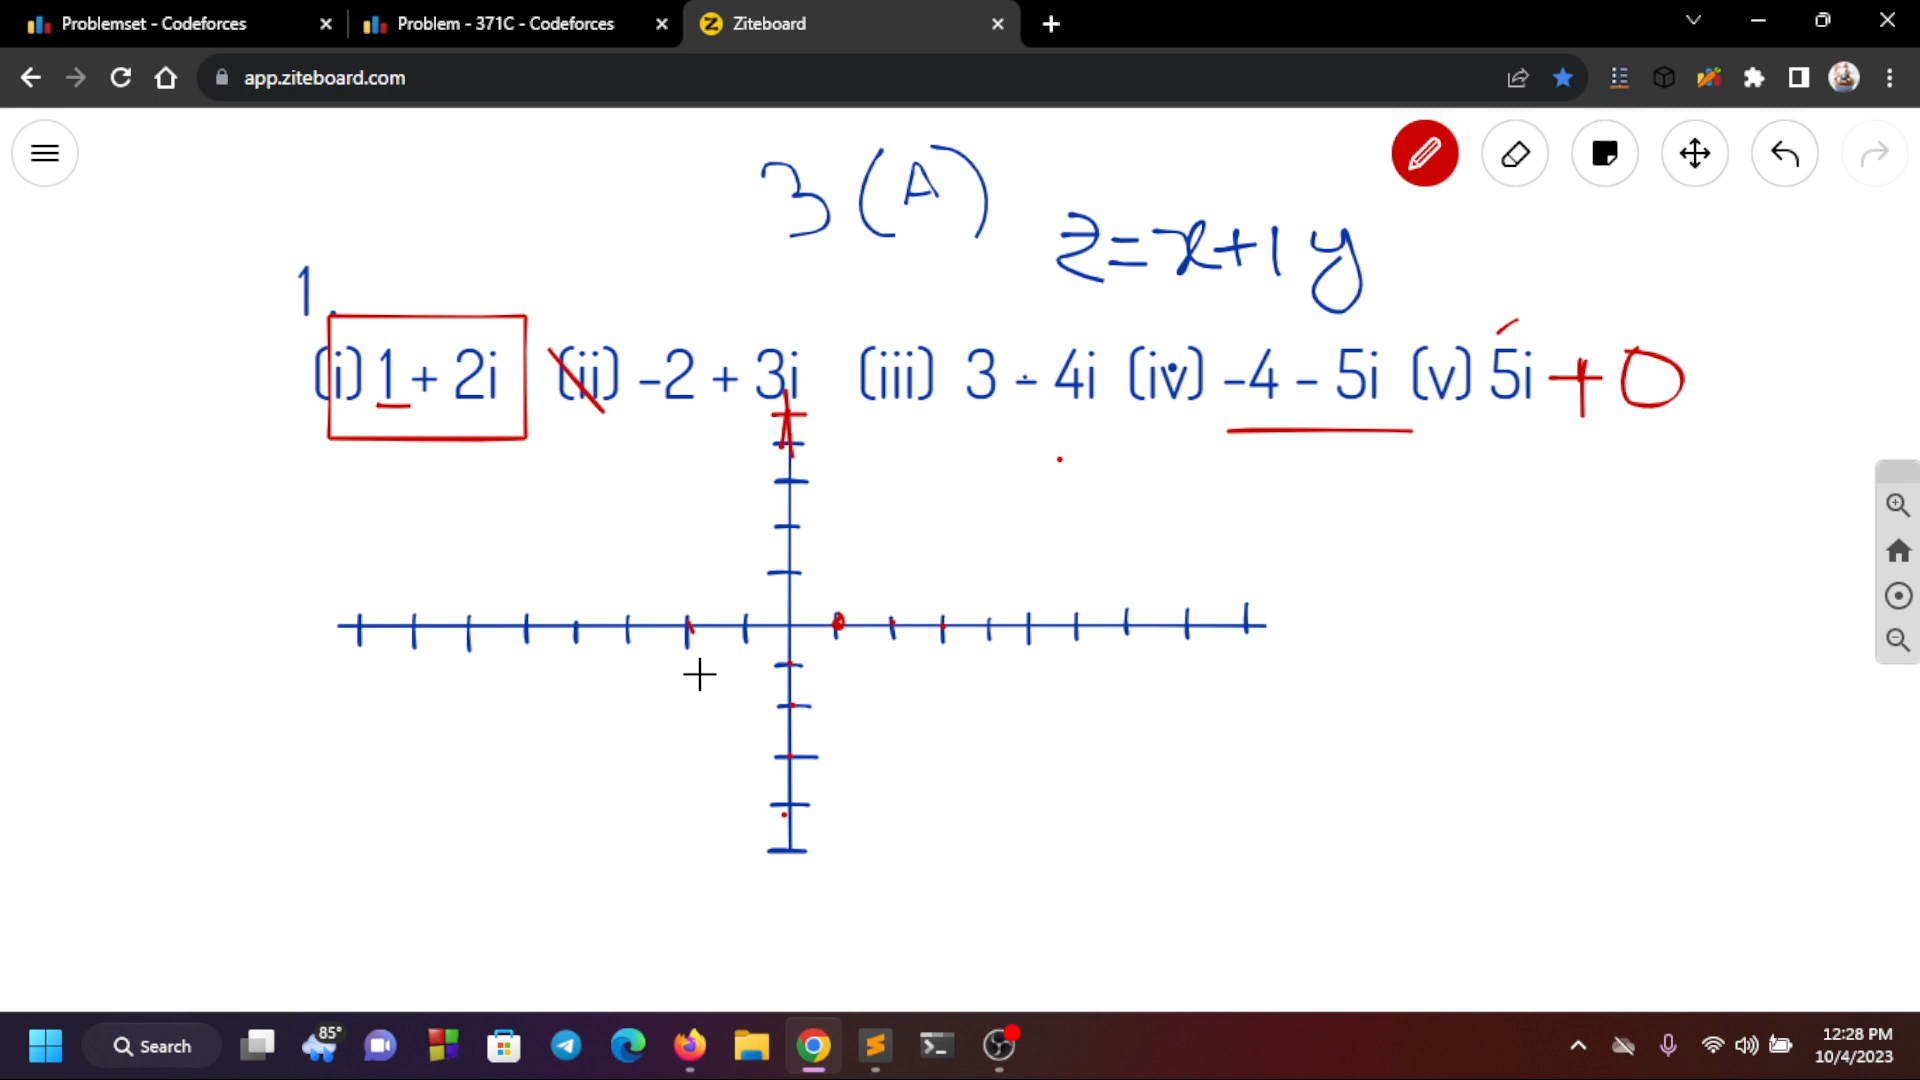 Problemset - Codeforces
Problem - 371C - Codeforces
Ziteboard
app.ziteboard.com
3 (A)
z = x + i y
1.
(i) 1 + 2i (ii) -2 + 3i (iii) 3 - 4i (iv) -4 - 5i (v) 5i + 0
85°
Search
12:28 PM
10/4/2023